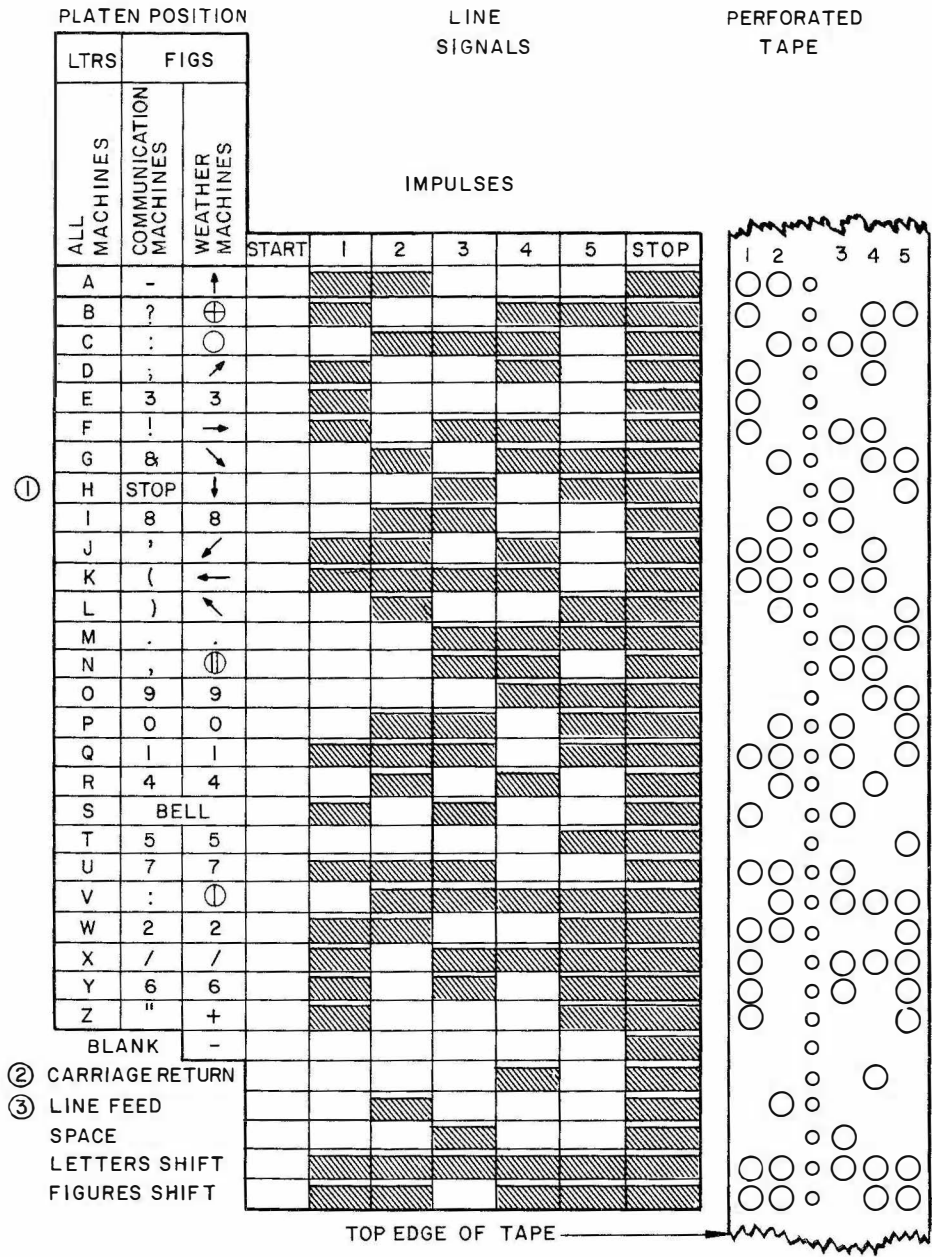 PLATEN POSITION
LINE
SIGNALS
PERFORATED
TAPE
LTRS FIGS
ALL
MACHINES
COMMUNICATION
MACHINES
WEATHER
MACHINES
IMPULSES
START 1 2 3 4 5 STOP
1 2 3 4 5
A - ↑
B ? ⊕
C : ◯
D ; ↗
E 3 3
F ! →
G & ↘
① H STOP ↓
I 8 8
J ' ↙
K ( ←
L ) ↖
M . .
N ,
O 9 9
P 0 0
Q 1 1
R 4 4
S BELL
T 5 5
U 7 7
V :
W 2 2
X / /
Y 6 6
Z " +
BLANK -
② CARRIAGE RETURN
③ LINE FEED
SPACE
LETTERS SHIFT
FIGURES SHIFT
TOP EDGE OF TAPE